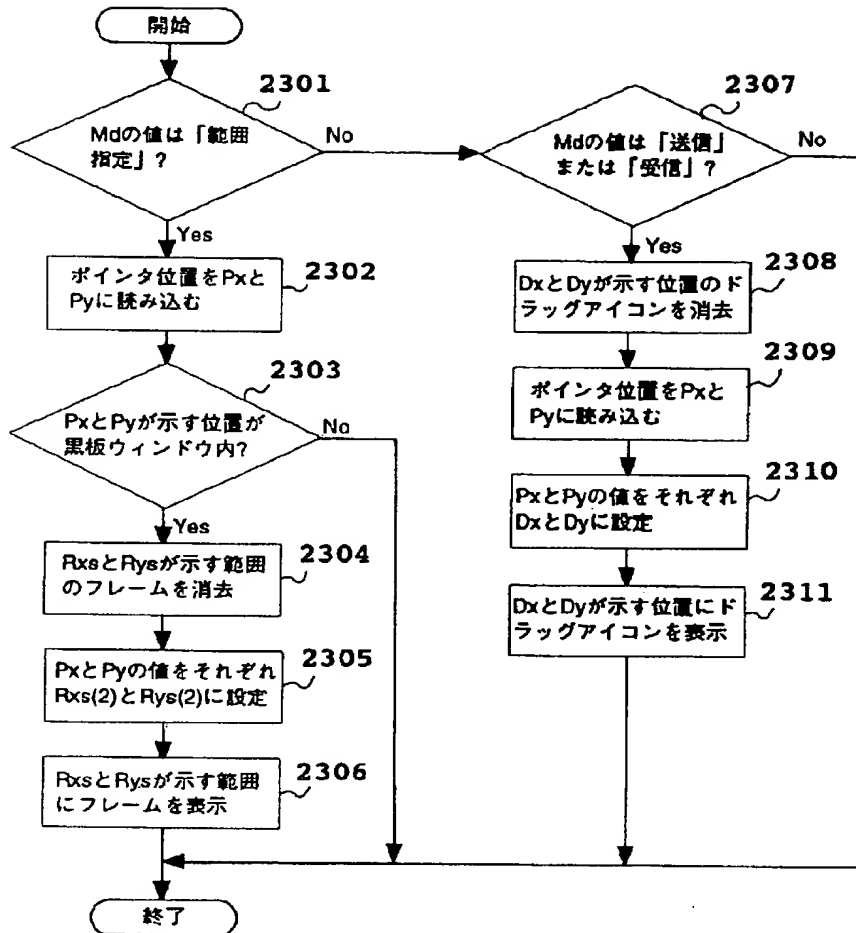 開始
2301
Mdの値は「範囲
指定」?
No
Yes
2302
ポインタ位置をPxと
Pyに読み込む
2303
PxとPyが示す位置が
黒板ウィンドウ内?
No
Yes
2304
RxsとRysが示す範囲
のフレームを消去
2305
PxとPyの値をそれぞれ
Rxs(2)とRys(2)に設定
2306
RxsとRysが示す範囲
にフレームを表示
終了
2307
Mdの値は「送信」
または「受信」?
No
Yes
2308
DxとDyが示す位置のド
ラッグアイコンを消去
2309
ポインタ位置をPxと
Pyに読み込む
2310
PxとPyの値をそれぞれ
DxとDyに設定
2311
DxとDyが示す位置にド
ラッグアイコンを表示